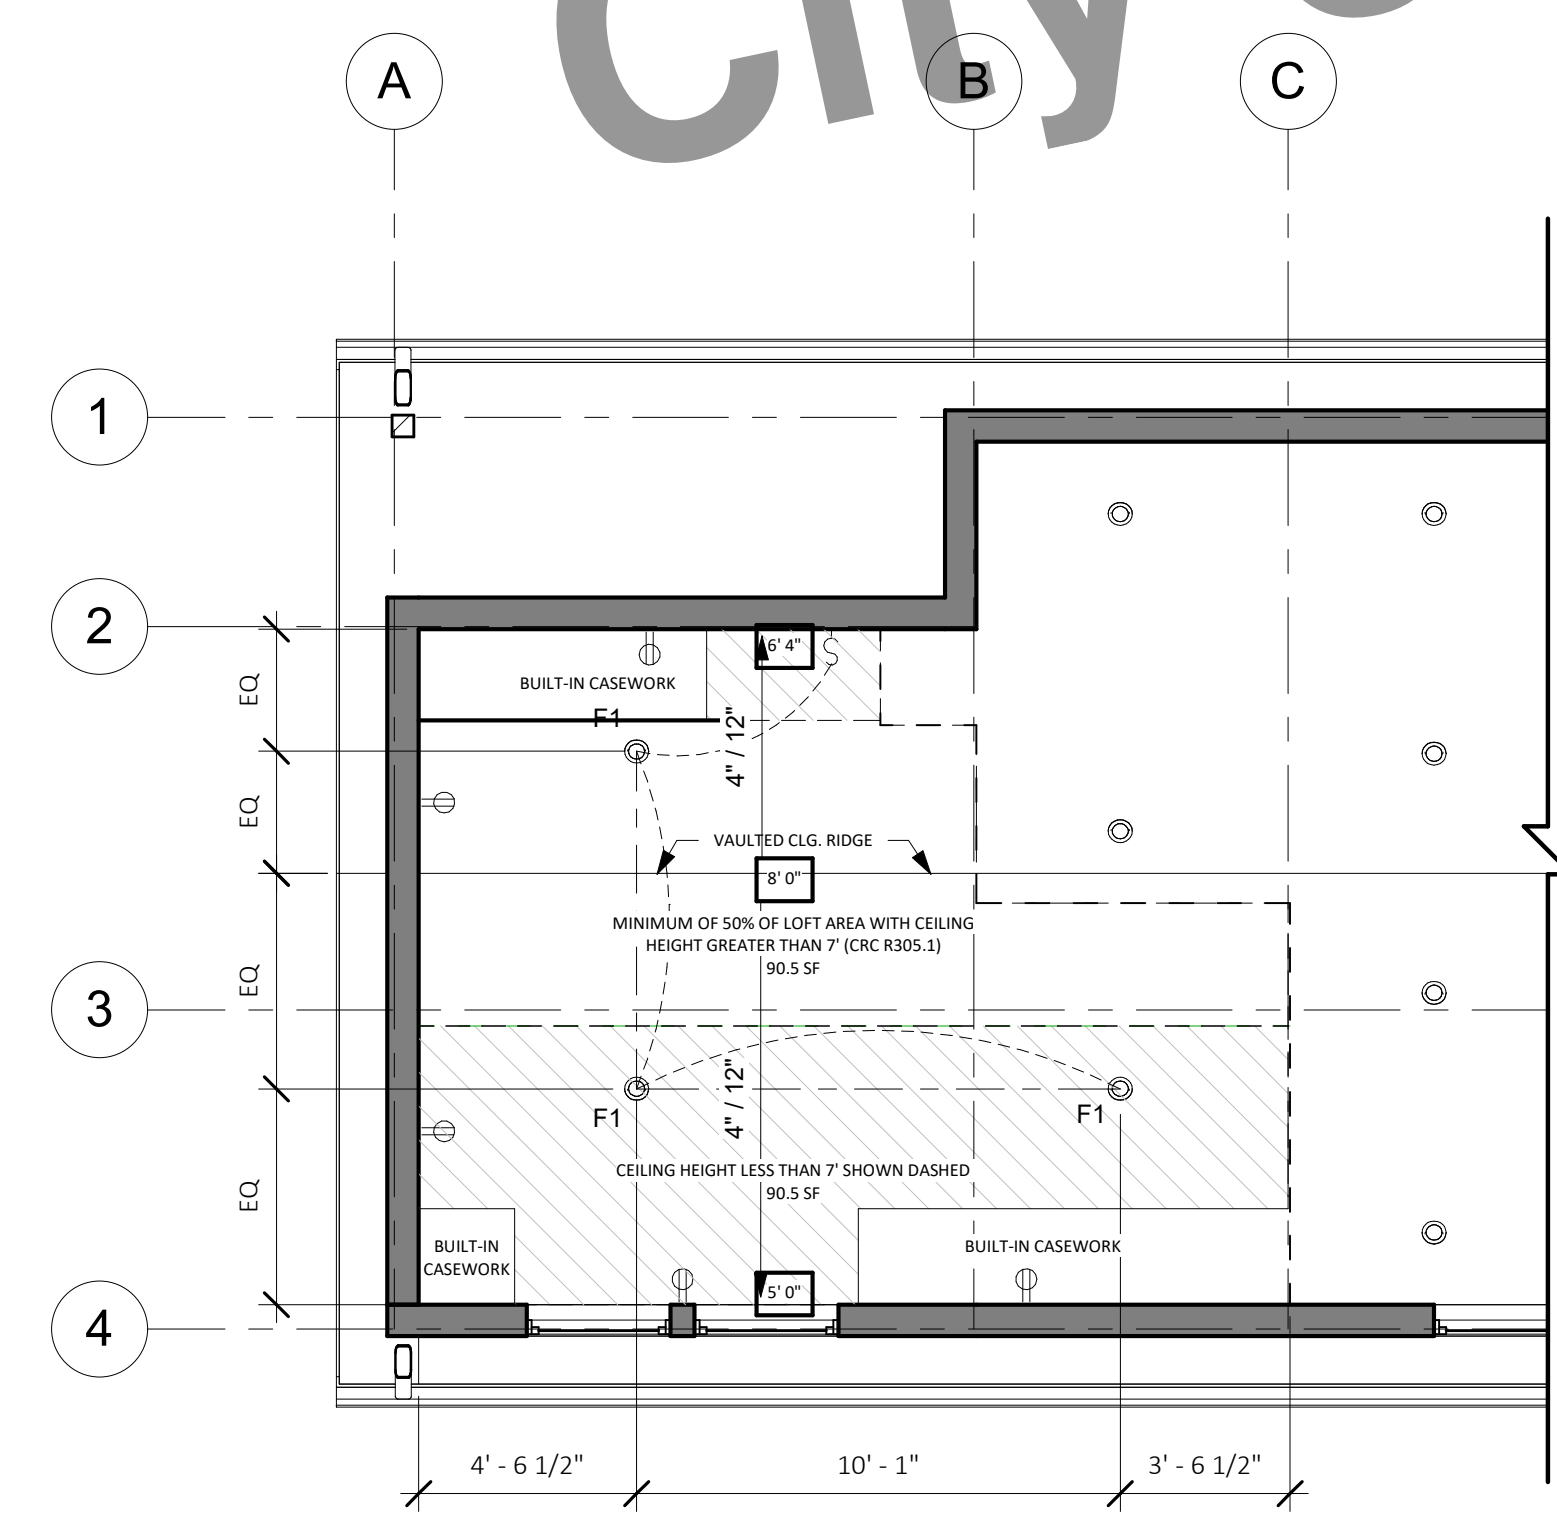 City
A
B
C
1
2
6' 4"
BUILT-IN CASEWORK
EQ
F1
4" / 12"
EQ
VAULTED CLG. RIDGE
8' 0"
MINIMUM OF 50% OF LOFT AREA WITH CEILING
HEIGHT GREATER THAN 7' (CRC R305.1)
90.5 SF
EQ
3
4" / 12"
F1
F1
CEILING HEIGHT LESS THAN 7' SHOWN DASHED
90.5 SF
EQ
BUILT-IN
CASEWORK
BUILT-IN CASEWORK
5' 0"
4
4' - 6 1/2"
10' - 1"
3' - 6 1/2"